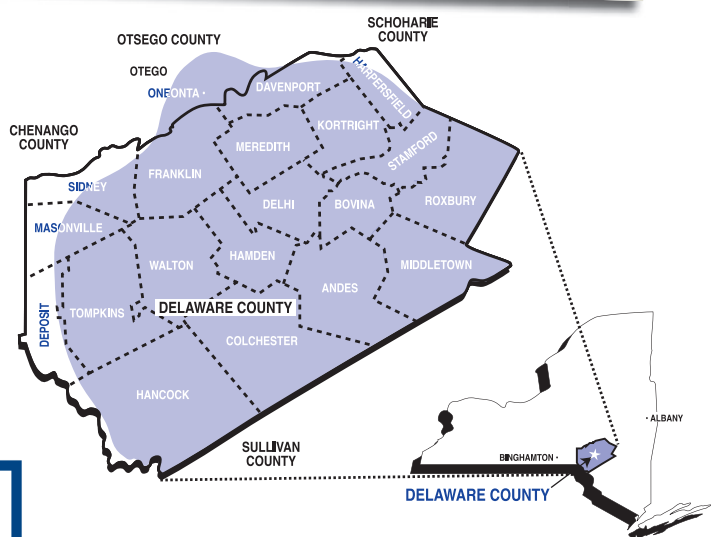 SCHOHARIE
COUNTY
OTSEGO COUNTY
OTEGO
ONEONTA
DAVENPORT
HARPERSFIELD
CHENANGO
COUNTY
KORTRIGHT
MEREDITH
STAMFORD
FRANKLIN
SIDNEY
DELHI
BOVINA
ROXBURY
MASONVILLE
HAMDEN
WALTON
MIDDLETOWN
ANDES
DELAWARE COUNTY
TOMPKINS
DEPOSIT
COLCHESTER
HANCOCK
SULLIVAN
COUNTY
ALBANY
BINGHAMTON
DELAWARE COUNTY